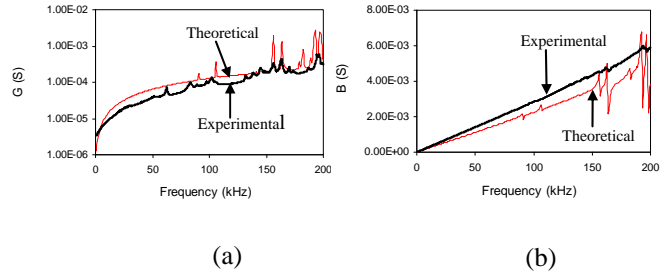 1.00E-02
1.00E-03
1.00E-04
1.00E-05
1.00E-06
G (S)
Theoretical
Experimental
0 50 100 150 200
Frequency (kHz)
(a)
8.00E-03
6.00E-03
4.00E-03
2.00E-03
0.00E+00
B (S)
Experimental
Theoretical
0 50 100 150 200
Frequency (kHz)
(b)